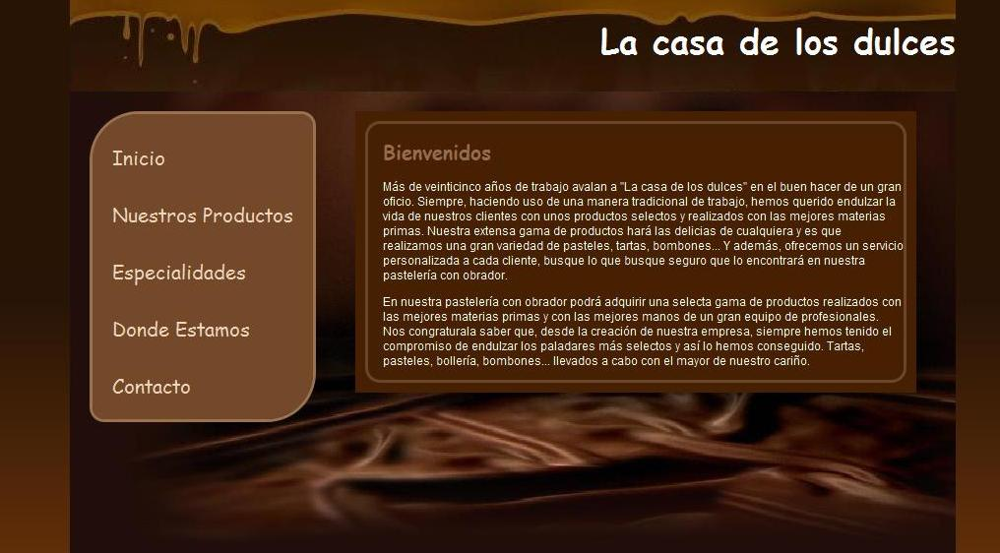 La casa de los dulces
Inicio
Nuestros Productos
Especialidades
Donde Estamos
Contacto
Bienvenidos
Más de veinticinco años de trabajo avalan a "La casa de los dulces" en el buen hacer de un gran
oficio. Siempre, haciendo uso de una manera tradicional de trabajo, hemos querido endulzar la
vida de nuestros clientes con unos productos selectos y realizados con las mejores materias
primas. Nuestra extensa gama de productos hará las delicias de cualquiera y es que
realizamos una gran variedad de pasteles, tartas, bombones... Y además, ofrecemos un servicio
personalizada a cada cliente, busque lo que busque seguro que lo encontrará en nuestra
pastelería con obrador.
En nuestra pastelería con obrador podrá adquirir una selecta gama de productos realizados con
las mejores materias primas y con las mejores manos de un gran equipo de profesionales.
Nos congraturala saber que, desde la creación de nuestra empresa, siempre hemos tenido el
compromiso de endulzar los paladares más selectos y así lo hemos conseguido. Tartas,
pasteles, bollería, bombones... llevados a cabo con el mayor de nuestro cariño.